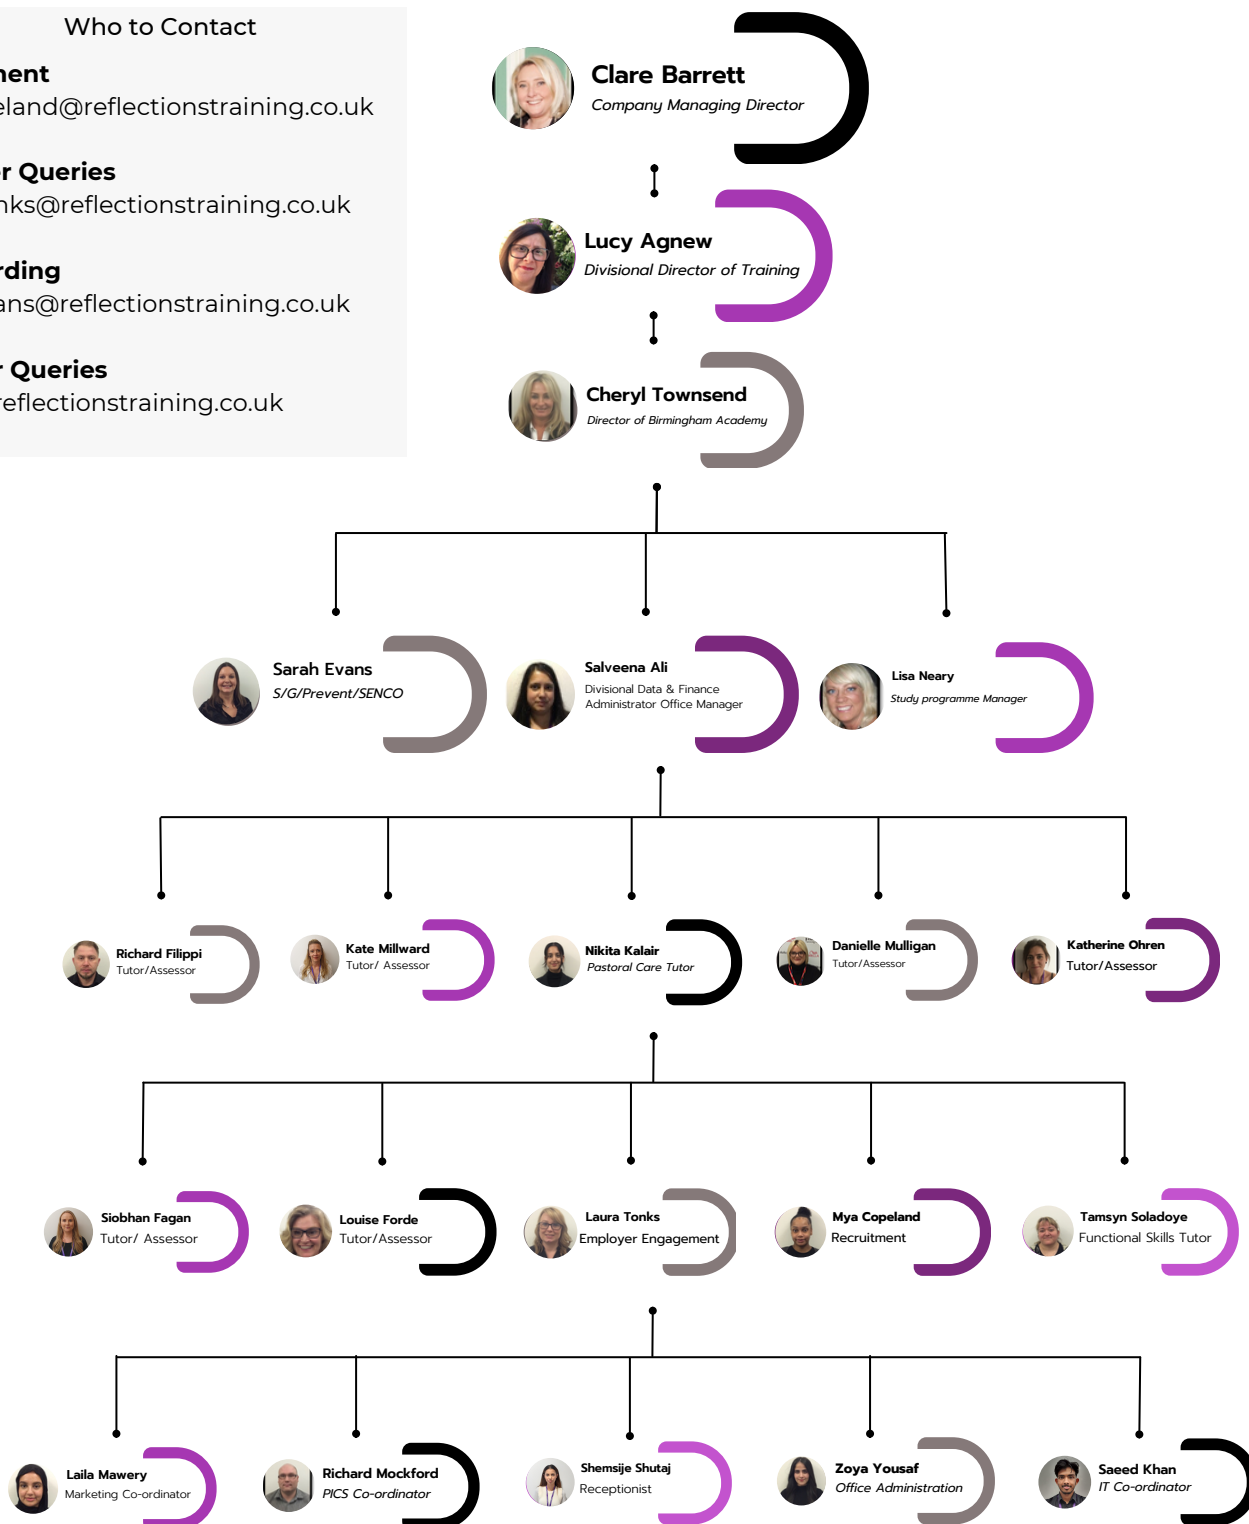 Who to Contact
nent
eland@reflectionstraining.co.uk
r Queries
nks@reflectionstraining.co.uk
rding
ans@reflectionstraining.co.uk
r Queries
reflectionstraining.co.uk
Clare Barrett
Company Managing Director
Lucy Agnew
Divisional Director of Training
Cheryl Townsend
Director of Birmingham Academy
Sarah Evans
S/G/Prevent/SENCO
Salveena Ali
Divisional Data & Finance
Administrator Office Manager
Lisa Neary
Study programme Manager
Richard Filippi
Tutor/Assessor
Kate Millward
Tutor/ Assessor
Nikita Kalair
Pastoral Care Tutor
Danielle Mulligan
Tutor/Assessor
Katherine Ohren
Tutor/Assessor
Siobhan Fagan
Tutor/ Assessor
Louise Forde
Tutor/Assessor
Laura Tonks
Employer Engagement
Mya Copeland
Recruitment
Tamsyn Soladoye
Functional Skills Tutor
Laila Mawery
Marketing Co-ordinator
Richard Mockford
PICS Co-ordinator
Shemsije Shutaj
Receptionist
Zoya Yousaf
Office Administration
Saeed Khan
IT Co-ordinator